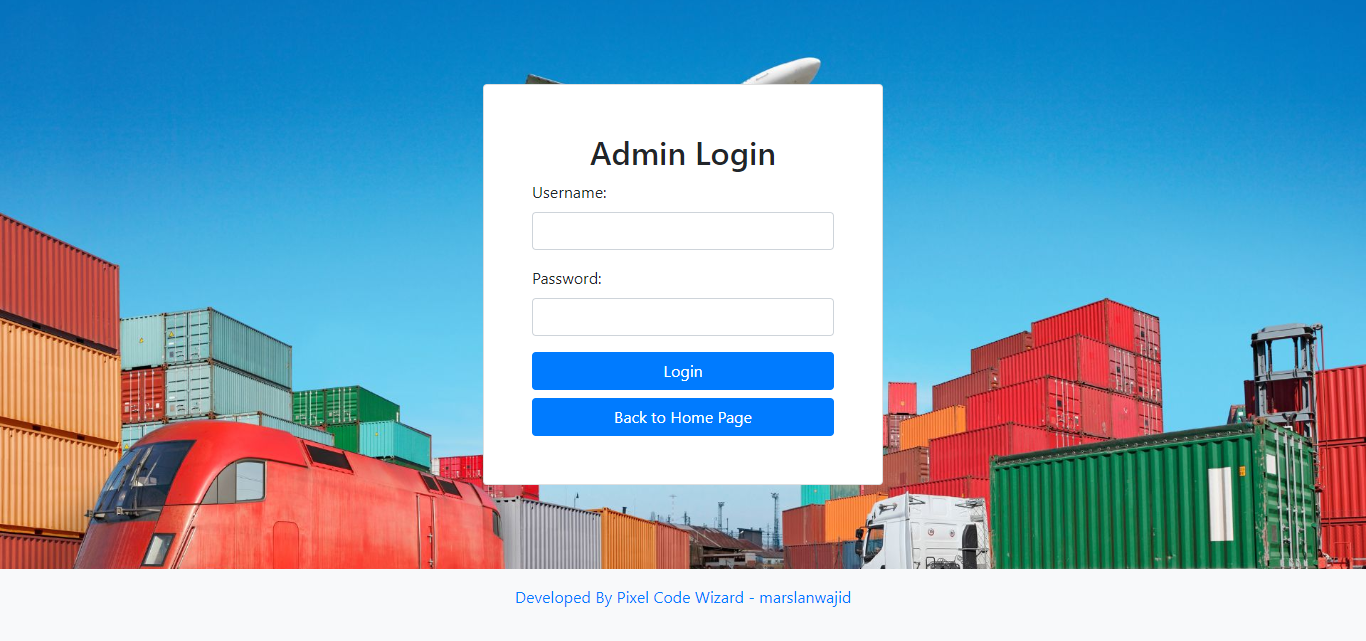 Admin Login
Username:
Password:
Login
Back to Home Page
Developed By Pixel Code Wizard - marslanwajid